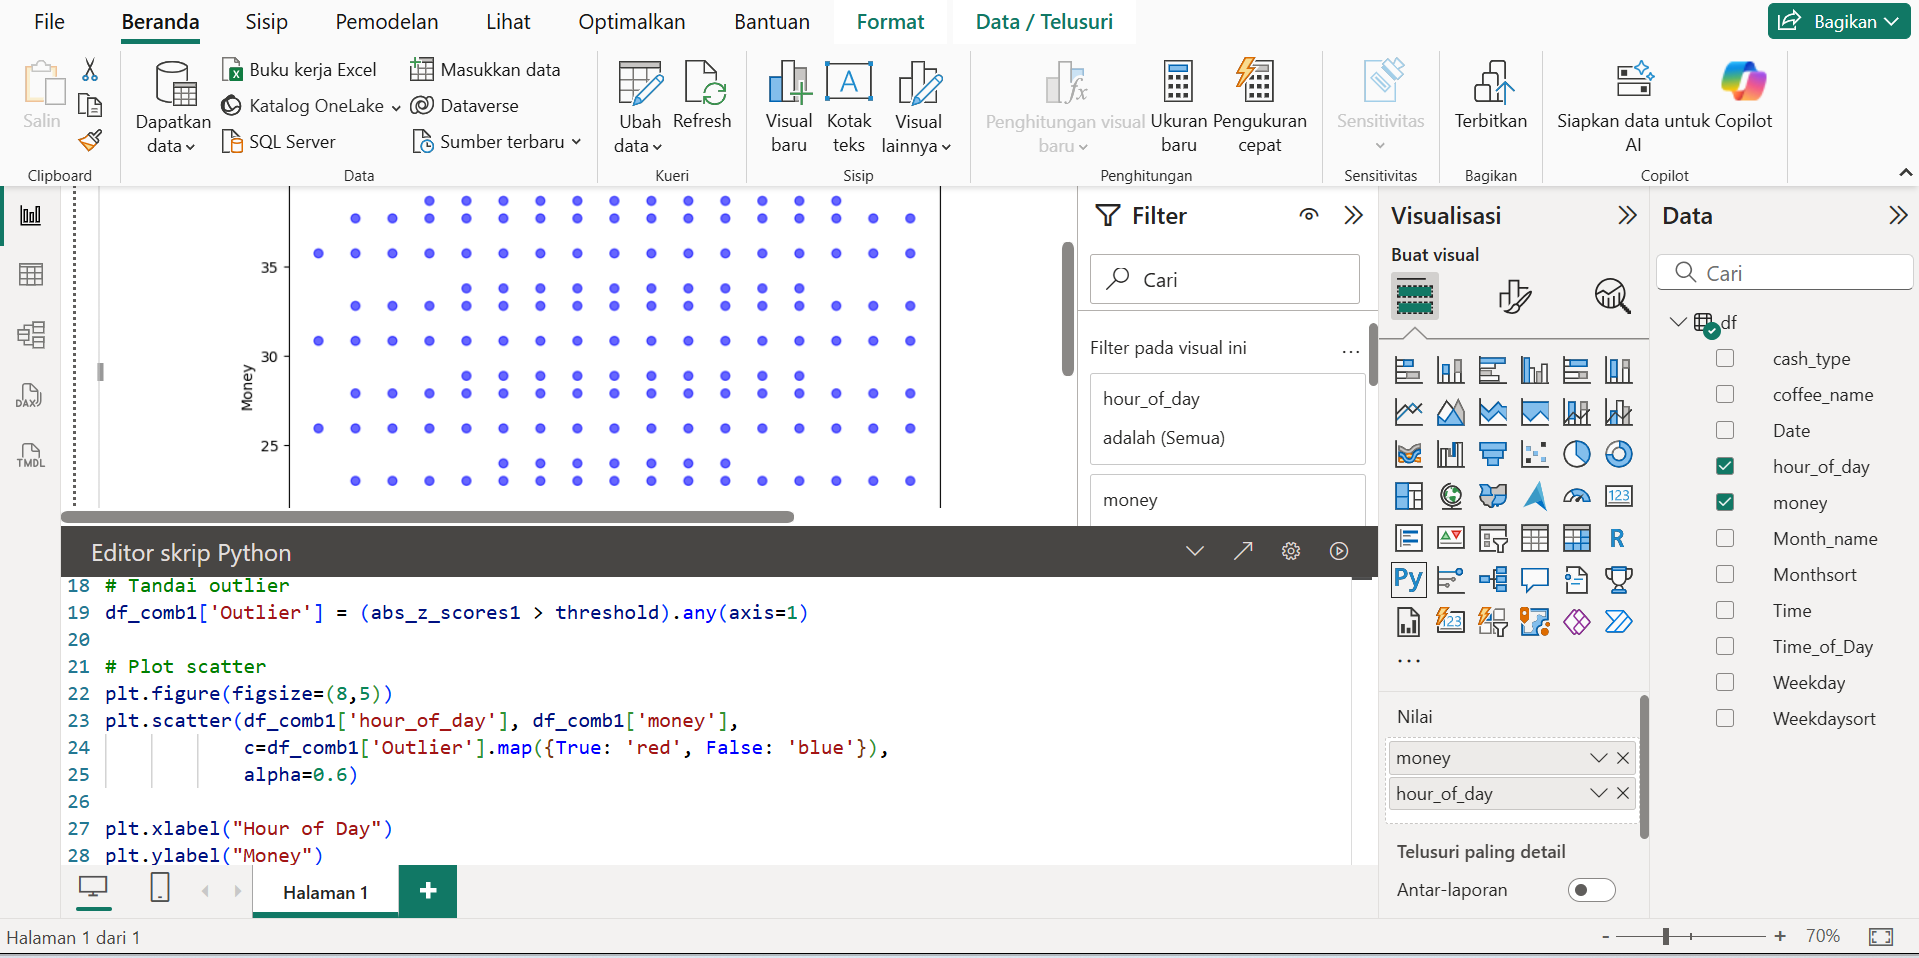 File
Beranda
Sisip
Pemodelan
Lihat
Optimalkan
Bantuan
Format
Data / Telusuri
Bagikan
Salin
Clipboard
Dapatkan
data
Buku kerja Excel
Katalog OneLake
SQL Server
Masukkan data
Dataverse
Sumber terbaru
Data
Ubah
data
Refresh
Kueri
Visual
baru
Kotak
teks
Visual
lainnya
Sisip
Penghitungan visual
baru
Ukuran
baru
Pengukuran
cepat
Penghitungan
Sensitivitas
Sensitivitas
Terbitkan
Bagikan
Siapkan data untuk
AI
Copilot
Copilot
DAX
TMDL
35
30
25
Money
Filter
Cari
Filter pada visual ini
...
hour_of_day
adalah (Semua)
money
Editor skrip Python
18 # Tandai outlier
19 df_comb1['Outlier'] = (abs_z_scores1 > threshold).any(axis=1)
20
21 # Plot scatter
22 plt.figure(figsize=(8,5))
23 plt.scatter(df_comb1['hour_of_day'], df_comb1['money'],
24 c=df_comb1['Outlier'].map({True: 'red', False: 'blue'}),
25 alpha=0.6)
26
27 plt.xlabel("Hour of Day")
28 plt.ylabel("Money")
Halaman 1
+
Halaman 1 dari 1
Visualisasi
Buat visual
123
R
Py
123
...
Nilai
money
hour_of_day
Telusuri paling detail
Antar-laporan
Data
Cari
df
cash_type
coffee_name
Date
hour_of_day
money
Month_name
Monthsort
Time
Time_of_Day
Weekday
Weekdaysort
- + 70%